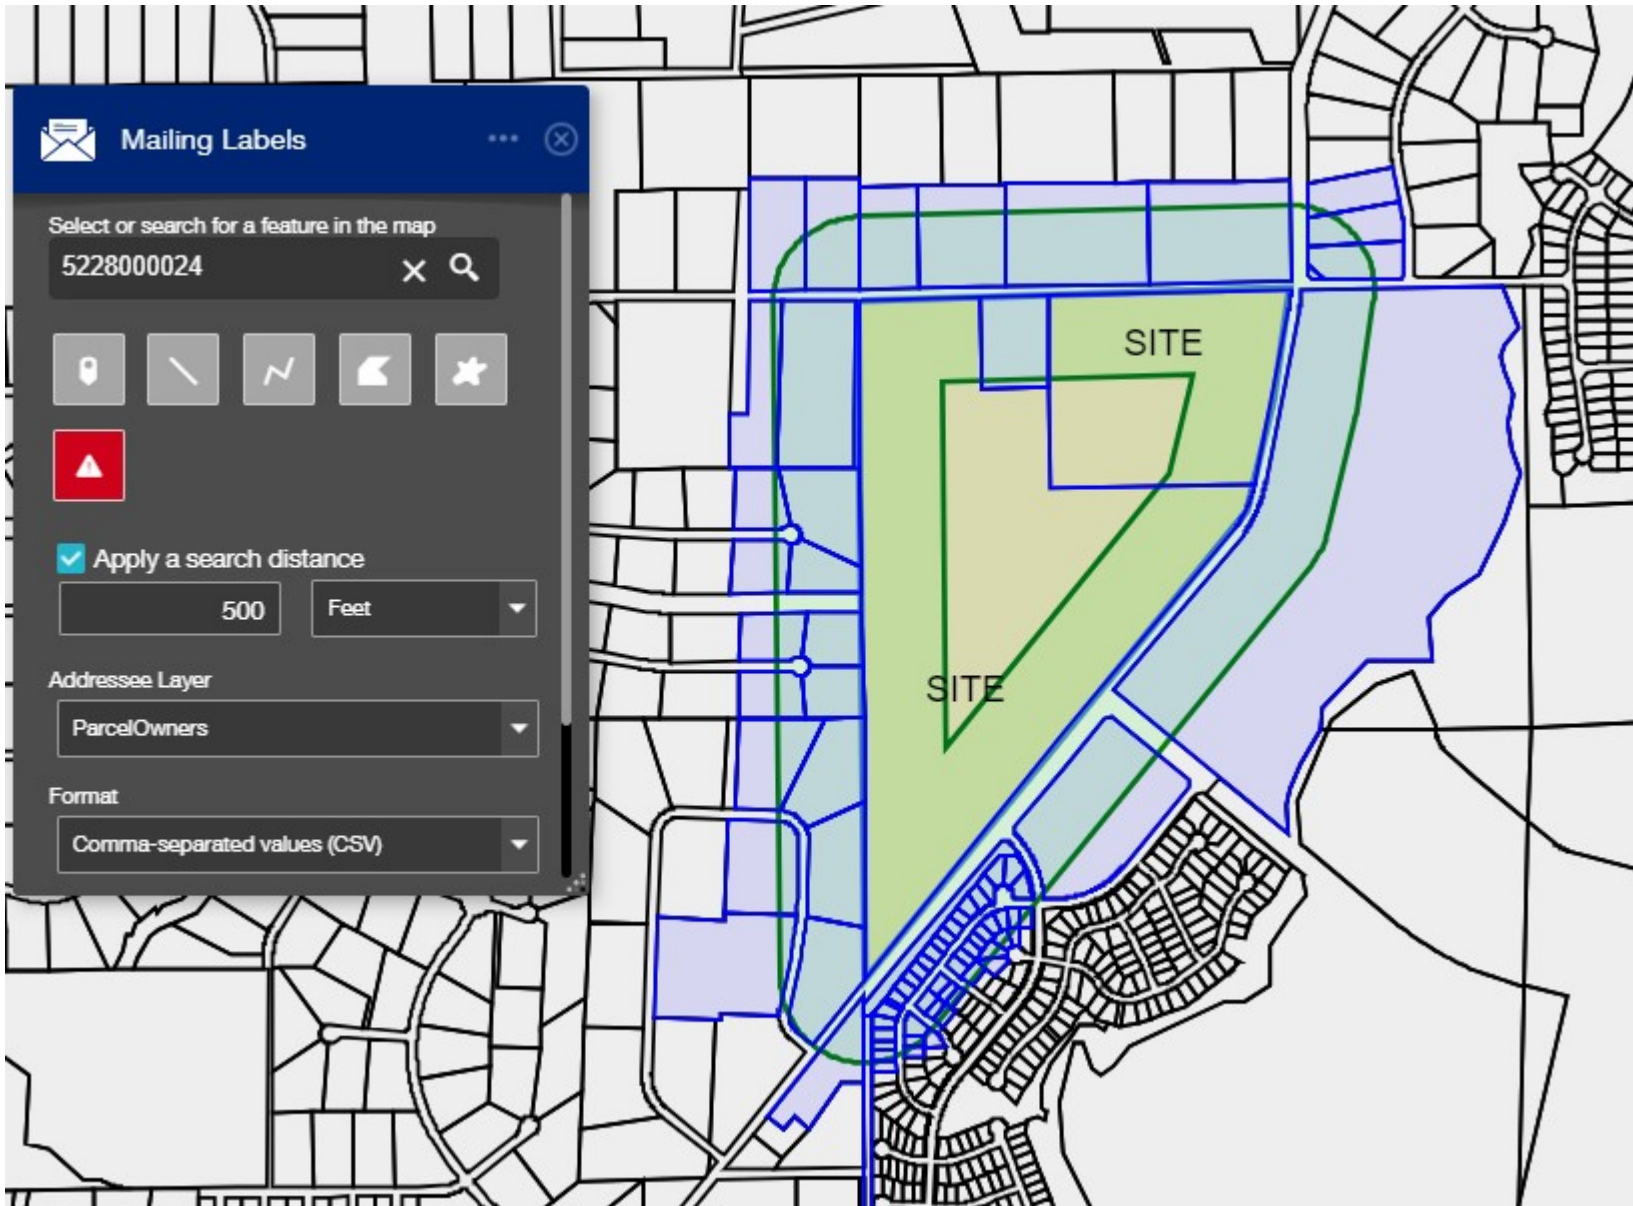 Mailing Labels
Select or search for a feature in the map
5228000024
Apply a search distance
500
Feet
Addressee Layer
ParcelOwners
Format
Comma-separated values (CSV)
SITE
SITE